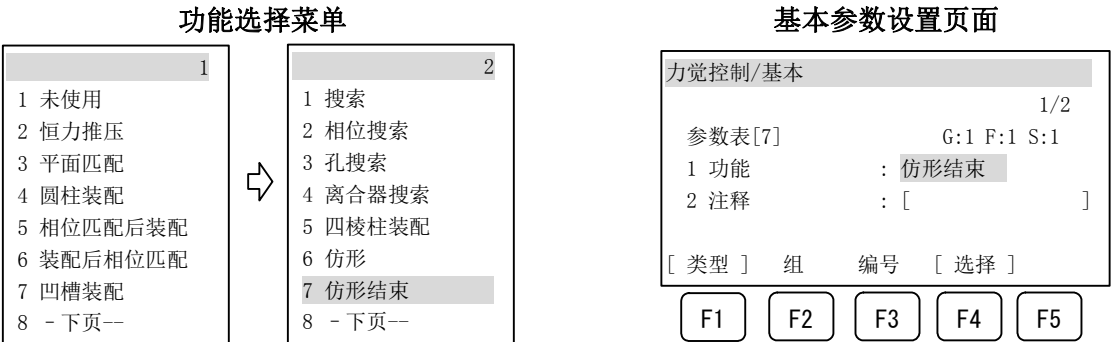 功能选择菜单
1
1 未使用
2 恒力推压
3 平面匹配
4 圆柱装配
5 相位匹配后装配
6 装配后相位匹配
7 凹槽装配
8 －下页--
2
1 搜索
2 相位搜索
3 孔搜索
4 离合器搜索
5 四棱柱装配
6 仿形
7 仿形结束
8 －下页--
基本参数设置页面
力觉控制/基本
1/2
参数表[7] G:1 F:1 S:1
1 功能 : 仿形结束
2 注释 : [ ]
[ 类型 ] 组 编号 [ 选择 ]
F1 F2 F3 F4 F5